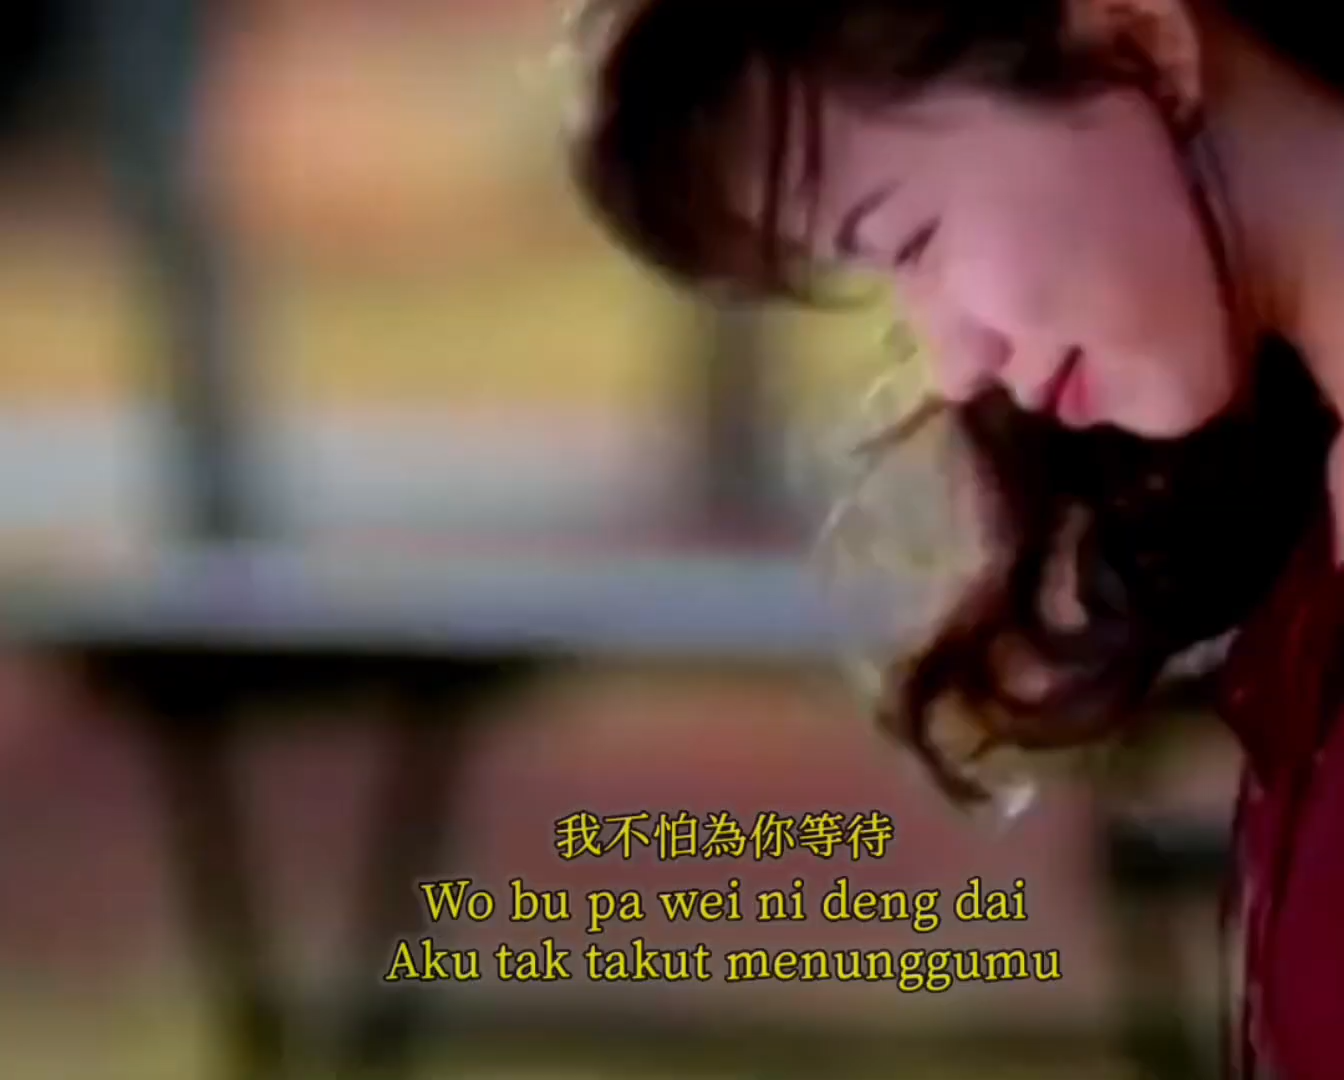 我不怕為你等待
Wo bu pa wei ni deng dai
Aku tak takut menunggumu